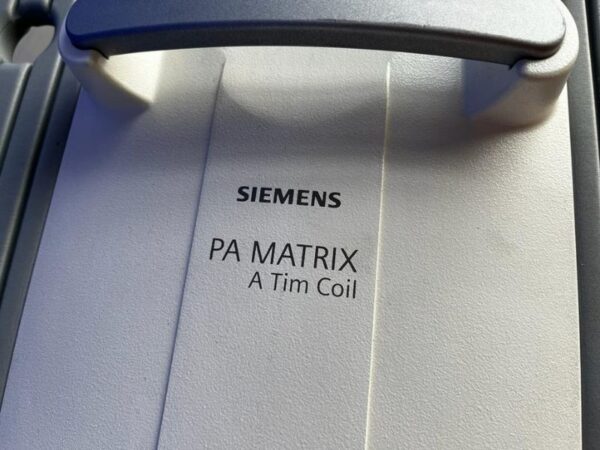 SIEMENS
PA MATRIX
A Tim Coil